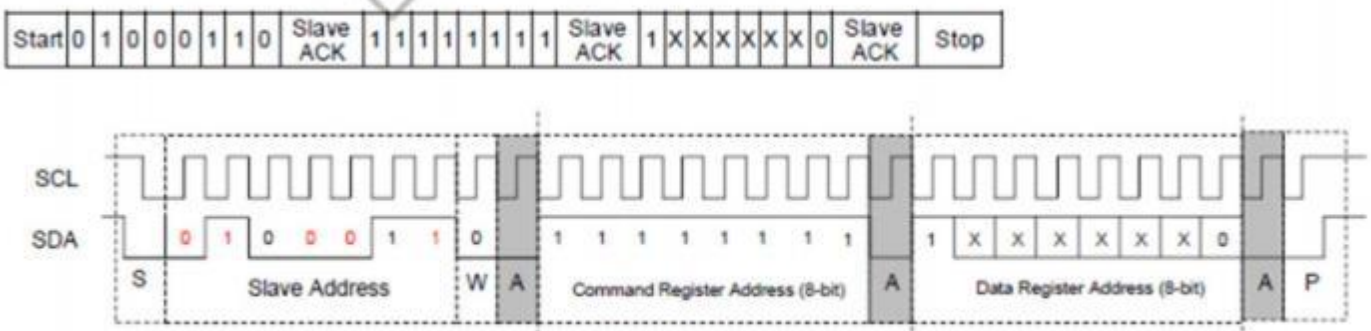 Start 0 1 0 0 0 1 1 0 Slave ACK 1 1 1 1 1 1 1 1 Slave ACK 1 X X X X X X 0 Slave ACK Stop
SCL
SDA 0 1 0 0 0 1 1 0 1 1 1 1 1 1 1 1 1 X X X X X X 0
S Slave Address W A Command Register Address (8-bit) A Data Register Address (8-bit) A P